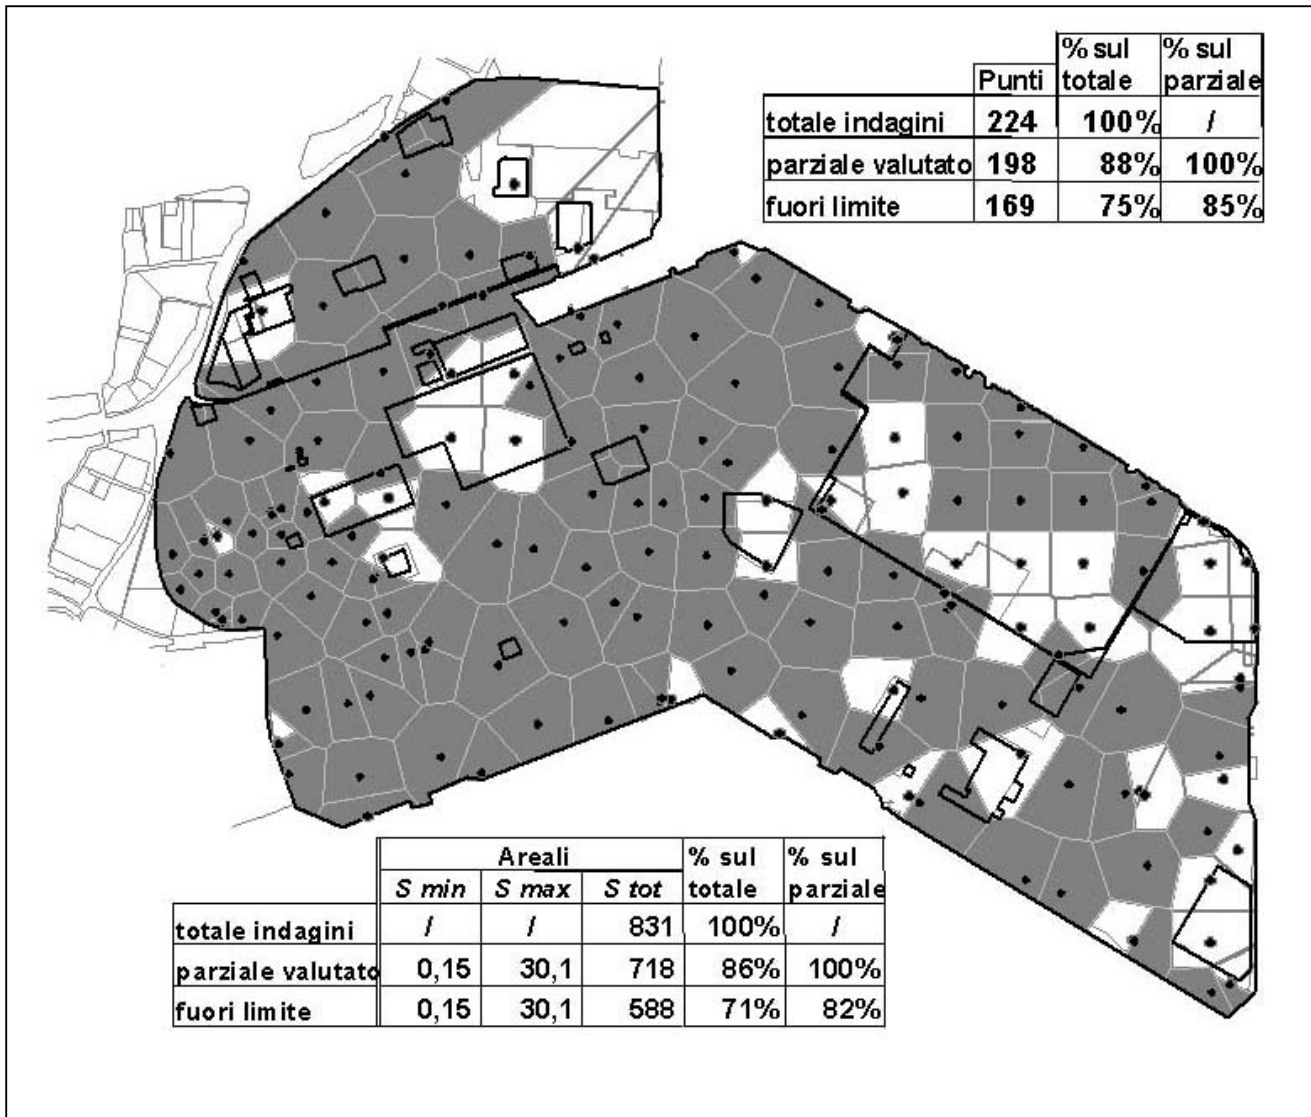 % sul % sul
Punti totale parziale
totale indagini 224 100% /
parziale valutato 198 88% 100%
fuori limite 169 75% 85%
Areali % sul % sul
S min S max S tot totale parziale
totale indagini / / 831 100% /
parziale valutato 0,15 30,1 718 86% 100%
fuori limite 0,15 30,1 588 71% 82%